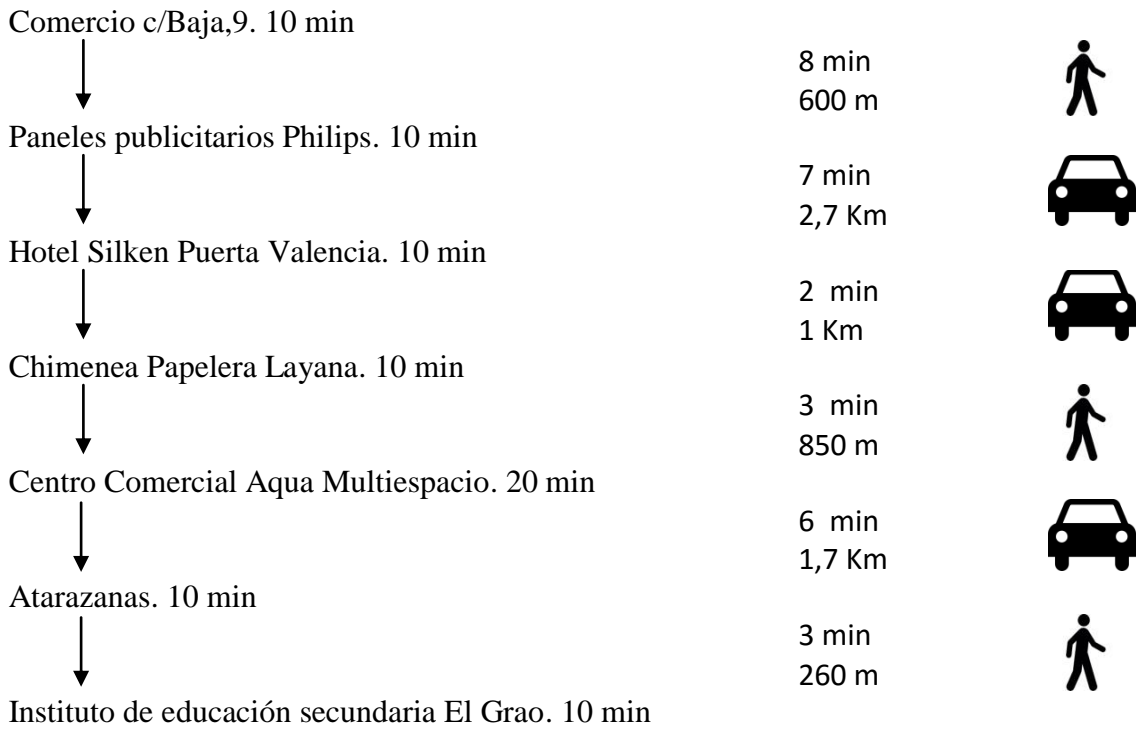 Comercio c/Baja,9. 10 min
8 min
600 m
Paneles publicitarios Philips. 10 min
7 min
2,7 Km
Hotel Silken Puerta Valencia. 10 min
2 min
1 Km
Chimenea Papelera Layana. 10 min
3 min
850 m
Centro Comercial Aqua Multiespacio. 20 min
6 min
1,7 Km
Atarazanas. 10 min
3 min
260 m
Instituto de educación secundaria El Grao. 10 min